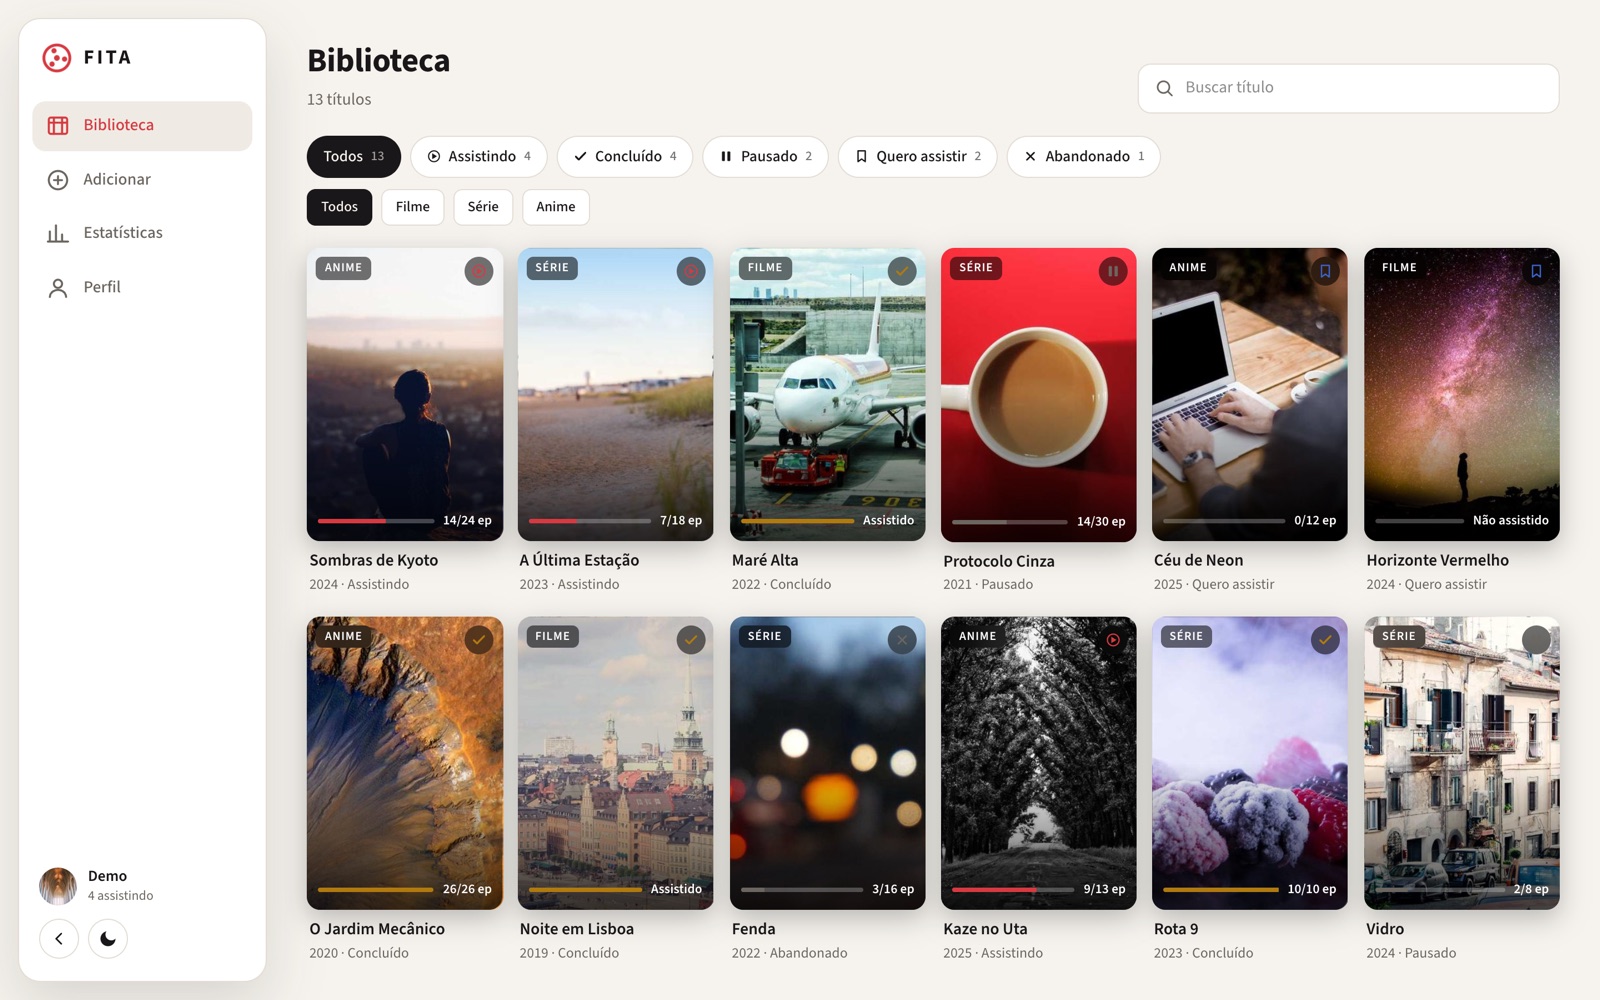 FITA
Biblioteca
Adicionar
Estatísticas
Perfil
Demo
4 assistindo
Biblioteca
13 títulos
Buscar título
Todos 13
Assistindo 4
Concluído 4
Pausado 2
Quero assistir 2
Abandonado 1
Todos
Filme
Série
Anime
ANIME
14/24 ep
Sombras de Kyoto
2024 · Assistindo
SÉRIE
7/18 ep
A Última Estação
2023 · Assistindo
FILME
Assistido
Maré Alta
2022 · Concluído
SÉRIE
14/30 ep
Protocolo Cinza
2021 · Pausado
ANIME
0/12 ep
Céu de Neon
2025 · Quero assistir
FILME
Não assistido
Horizonte Vermelho
2024 · Quero assistir
ANIME
26/26 ep
O Jardim Mecânico
2020 · Concluído
FILME
Assistido
Noite em Lisboa
2019 · Concluído
SÉRIE
3/16 ep
Fenda
2022 · Abandonado
ANIME
9/13 ep
Kaze no Uta
2025 · Assistindo
SÉRIE
10/10 ep
Rota 9
2023 · Concluído
SÉRIE
2/8 ep
Vidro
2024 · Pausado